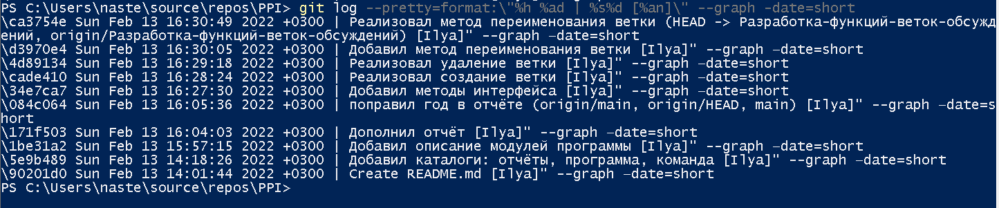 PS C:\Users\naste\source\repos\PPI> git log --pretty=format:\"%h %ad | %s%d [%an]\" --graph -date=short
\ca3754e Sun Feb 13 16:30:49 2022 +0300 | Реализовал метод переименования ветки (HEAD -> Разработка-функций-веток-обсужд
ений, origin/Разработка-функций-веток-обсуждений) [Ilya]" --graph –date=short
\d3970e4 Sun Feb 13 16:30:05 2022 +0300 | Добавил метод переименования ветки [Ilya]" --graph –date=short
\4d89134 Sun Feb 13 16:29:18 2022 +0300 | Реализовал удаление ветки [Ilya]" --graph –date=short
\cade410 Sun Feb 13 16:28:24 2022 +0300 | Реализовал создание ветки [Ilya]" --graph –date=short
\34e7ca7 Sun Feb 13 16:27:30 2022 +0300 | Добавил методы интерфейса [Ilya]" --graph –date=short
\084c064 Sun Feb 13 16:05:36 2022 +0300 | поправил год в отчёте (origin/main, origin/HEAD, main) [Ilya]" --graph –date=s
hort
\171f503 Sun Feb 13 16:04:03 2022 +0300 | Дополнил отчёт [Ilya]" --graph –date=short
\1be31a2 Sun Feb 13 15:57:15 2022 +0300 | Добавил описание модулей программы [Ilya]" --graph –date=short
\5e9b489 Sun Feb 13 14:18:26 2022 +0300 | Добавил каталоги: отчёты, программа, команда [Ilya]" --graph –date=short
\90201d0 Sun Feb 13 14:01:44 2022 +0300 | Create README.md [Ilya]" --graph –date=short
PS C:\Users\naste\source\repos\PPI>